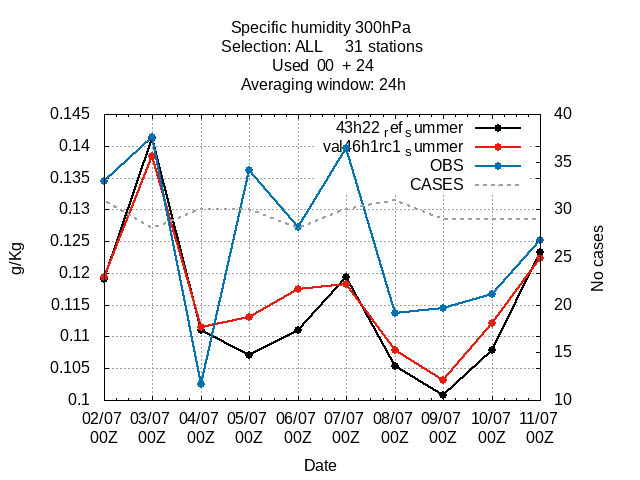 Specific humidity 300hPa
Selection: ALL     31 stations
Used  00  + 24
Averaging window: 24h
43h22 ref summer
val46h1rc1 summer
OBS
CASES
0.145
0.14
0.135
0.13
0.125
0.12
0.115
0.11
0.105
0.1
g/Kg
40
35
30
25
20
15
10
No cases
02/07 03/07 04/07 05/07 06/07 07/07 08/07 09/07 10/07 11/07
00Z 00Z 00Z 00Z 00Z 00Z 00Z 00Z 00Z 00Z
Date